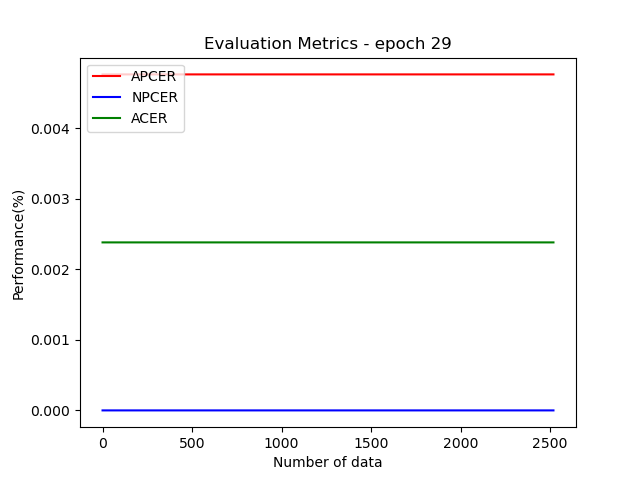 Evaluation Metrics - epoch 29
APCER
NPCER
ACER
0.004
0.003
0.002
0.001
0.000
Performance(%)
0
500
1000
1500
2000
2500
Number of data